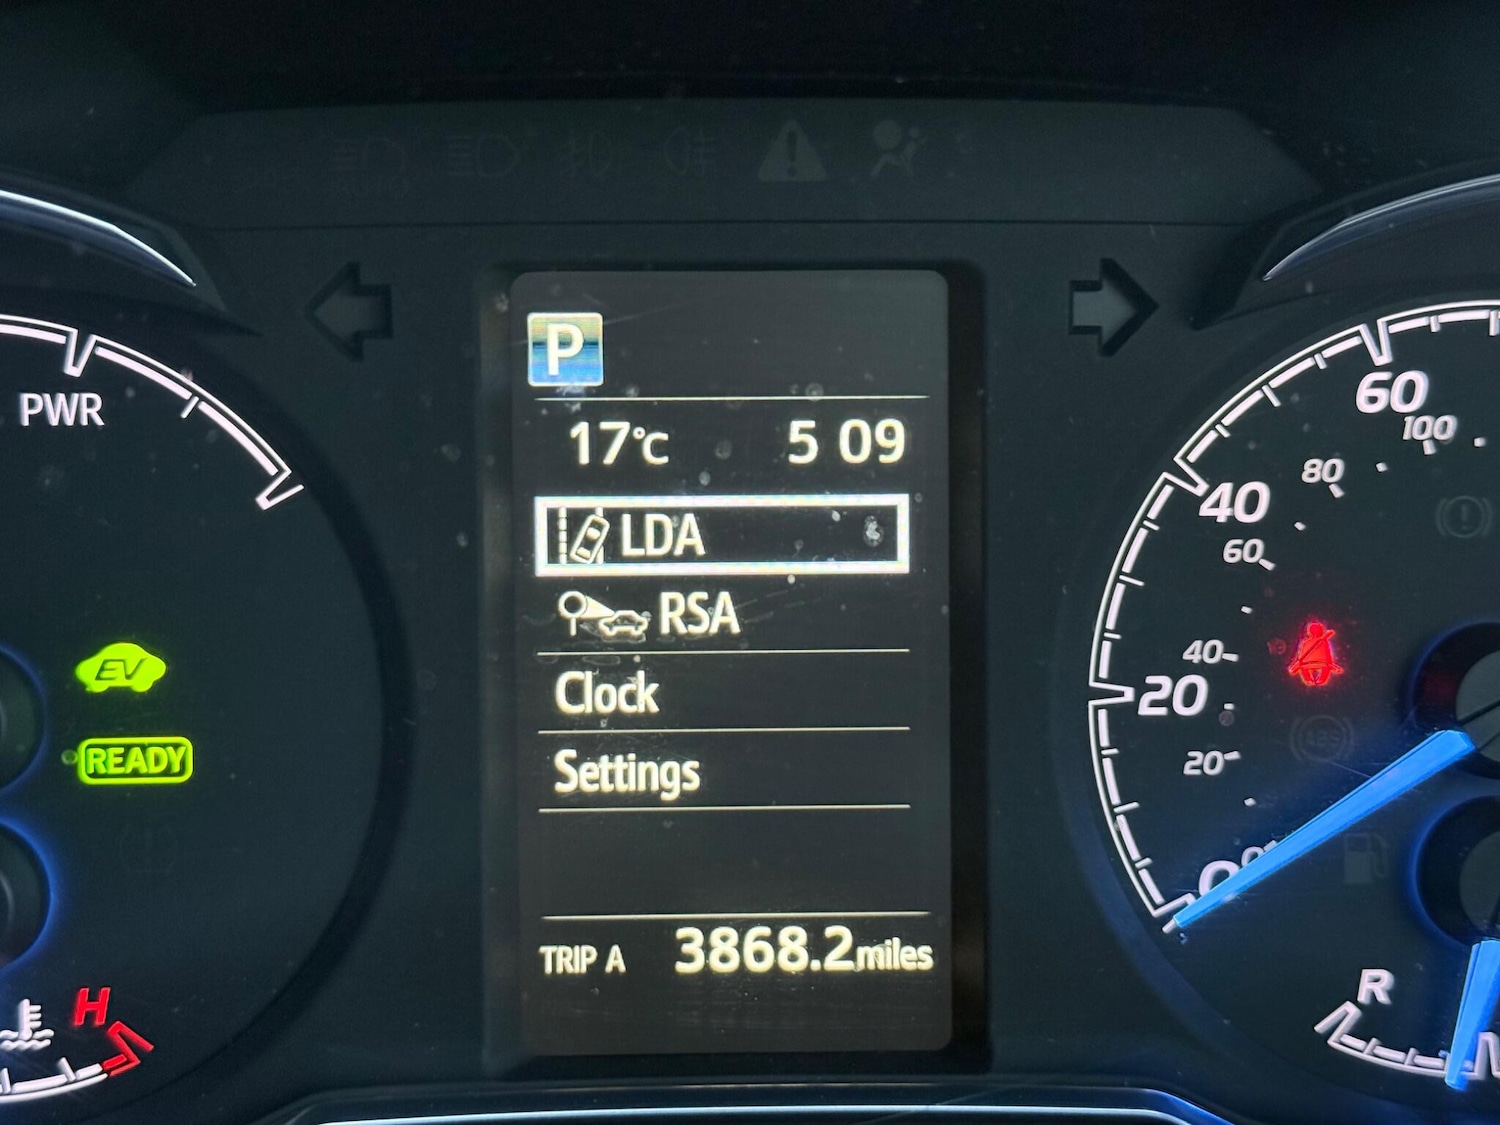 P
17°C 5 09
LDA
RSA
Clock
Settings
TRIP A 3868.2miles
PWR
EV
READY
H
60
100
80
40
60
40
20
20
0
R